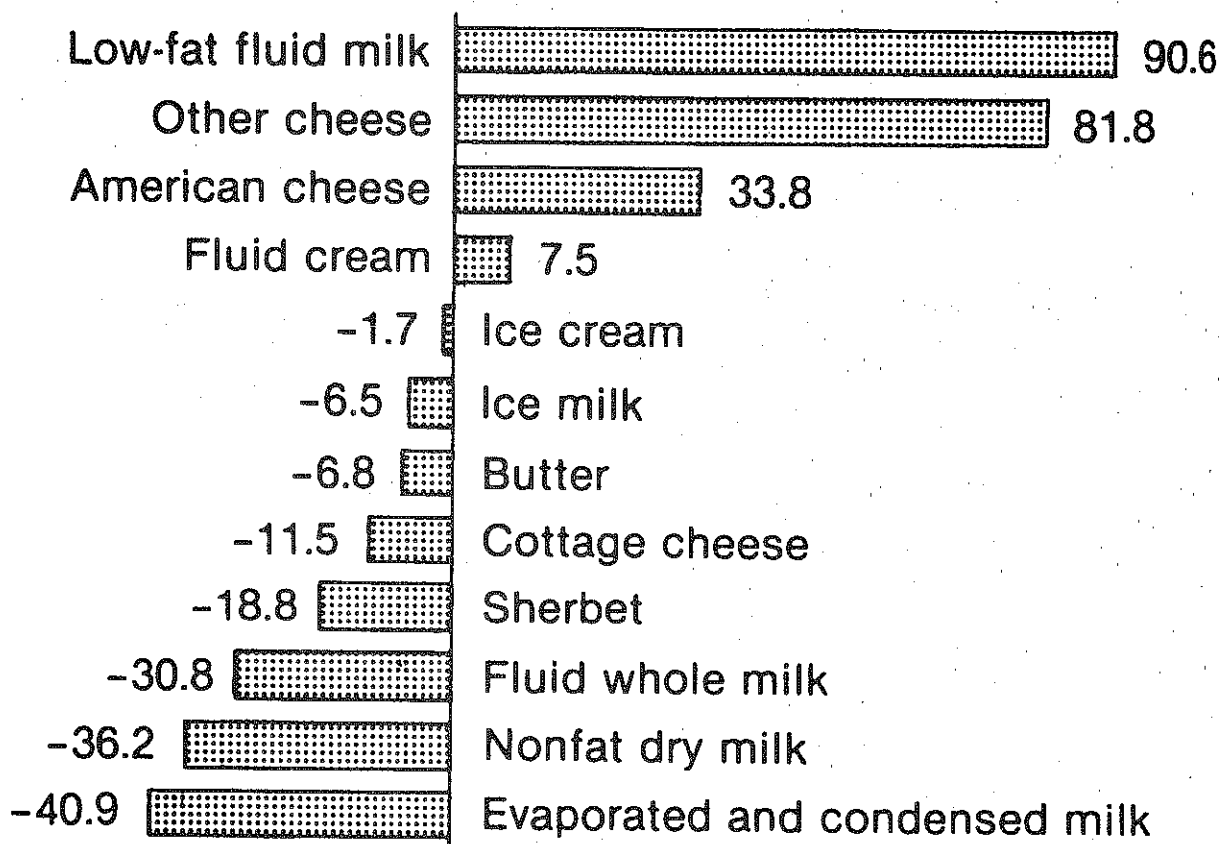 Low-fat fluid milk 90.6
Other cheese 81.8
American cheese 33.8
Fluid cream 7.5
-1.7 Ice cream
-6.5 Ice milk
-6.8 Butter
-11.5 Cottage cheese
-18.8 Sherbet
-30.8 Fluid whole milk
-36.2 Nonfat dry milk
-40.9 Evaporated and condensed milk